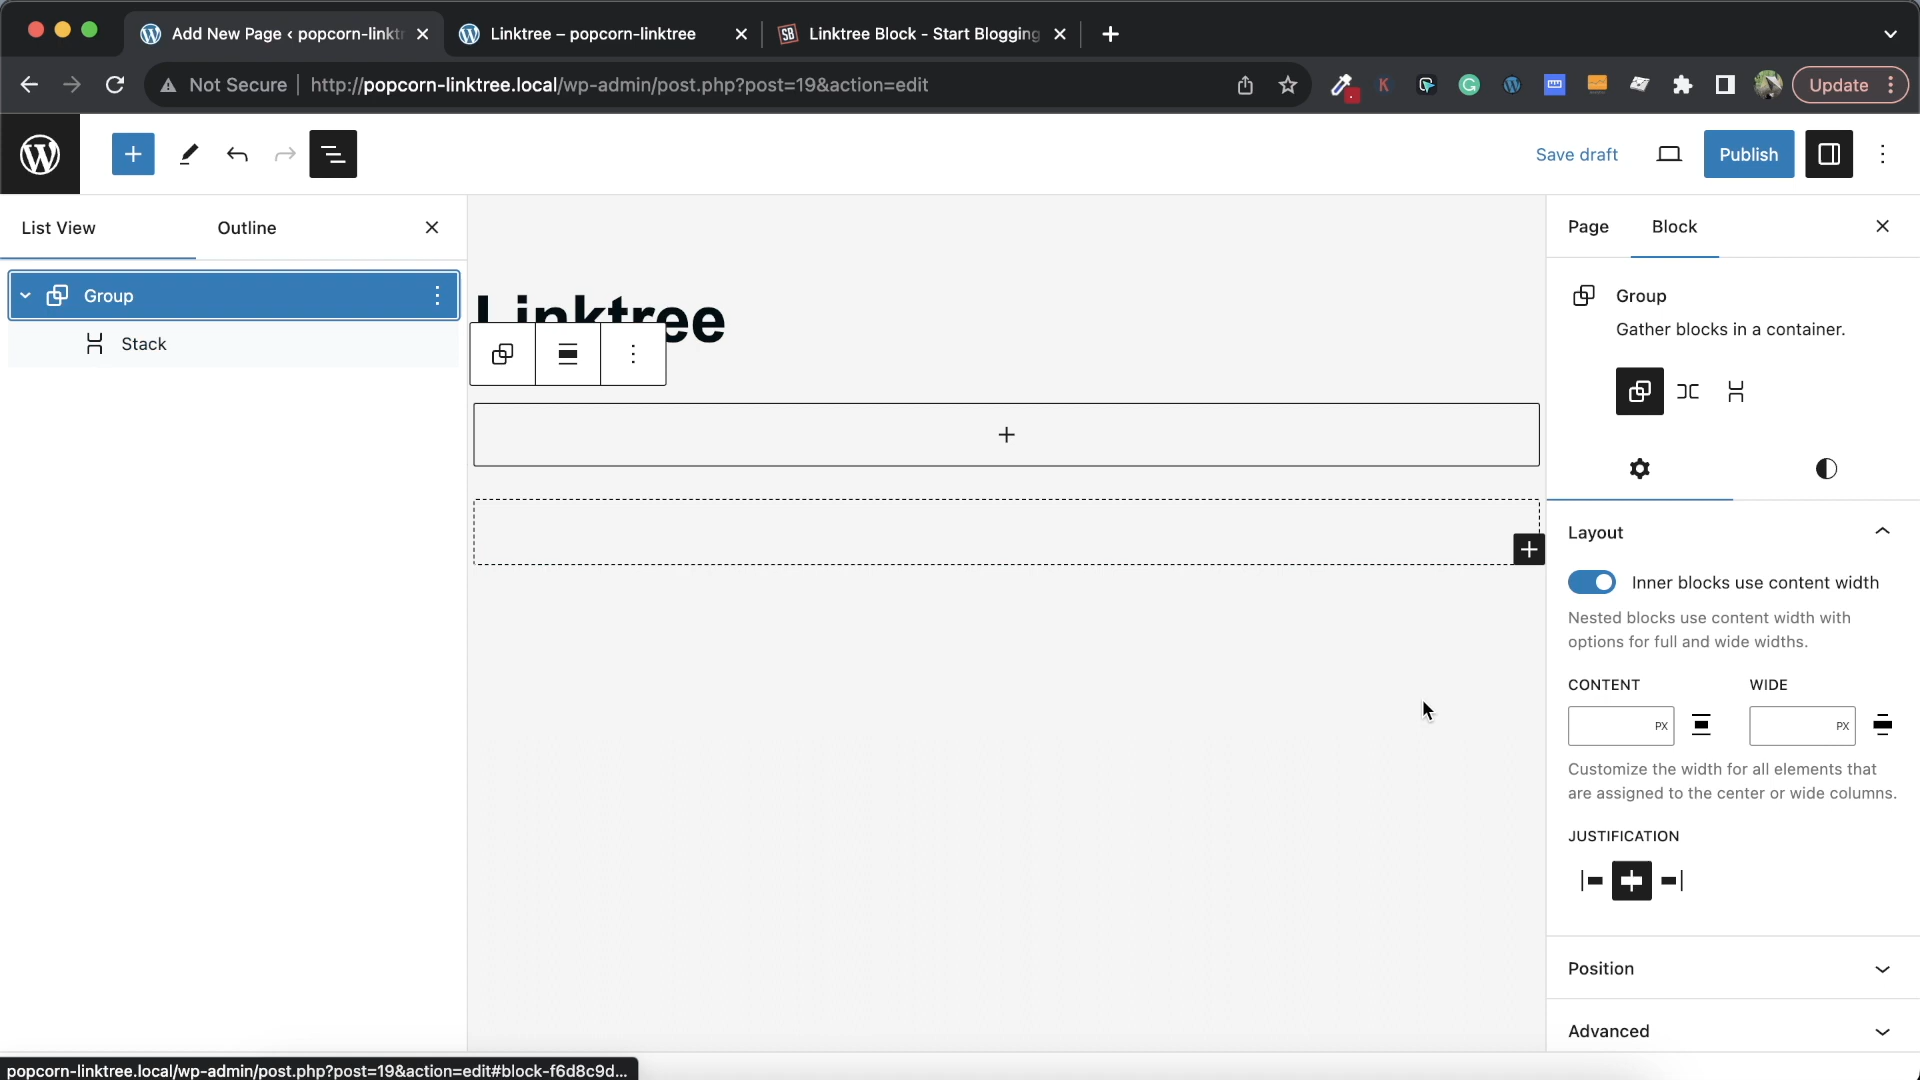 Add New Page ‹ popcorn-linktr
Linktree – popcorn-linktree
SB
Linktree Block - Start Blogging
Not Secure
http://popcorn-linktree.local/wp-admin/post.php?post=19&action=edit
K
Update
Save draft
Publish
List View
Outline
Group
Stack
Linktree
Page
Block
Group
Gather blocks in a container.
Layout
Inner blocks use content width
Nested blocks use content width with
options for full and wide widths.
CONTENT
WIDE
PX
PX
Customize the width for all elements that
are assigned to the center or wide columns.
JUSTIFICATION
Position
Advanced
popcorn-linktree.local/wp-admin/post.php?post=19&action=edit#block-f6d8c9d...